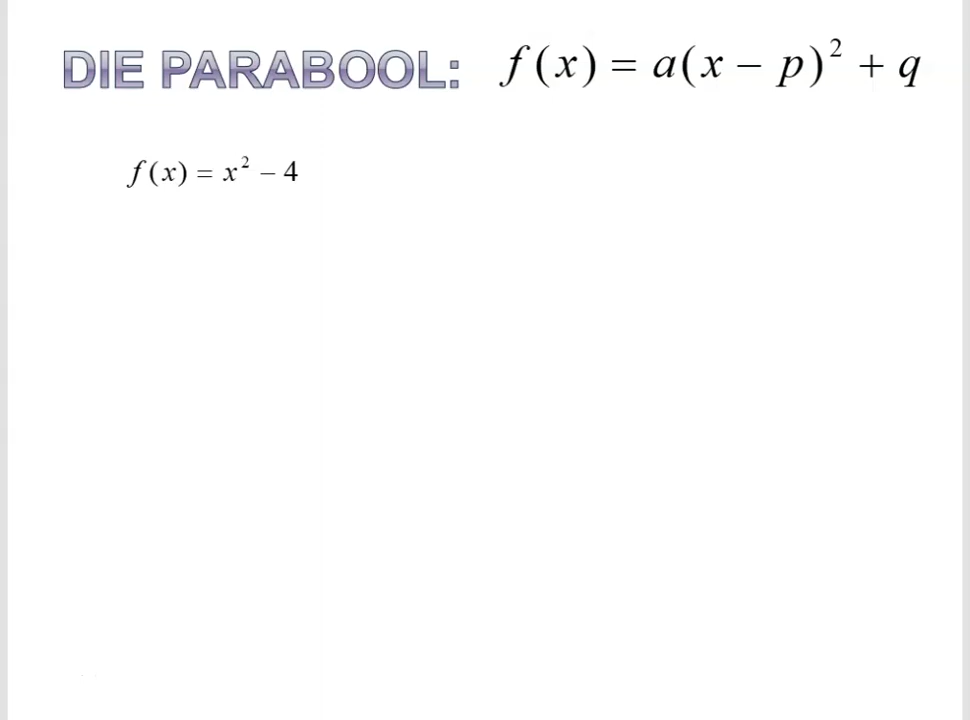 DIE PARABOOL: f(x) = a(x − p)² + q
f(x) = x² − 4